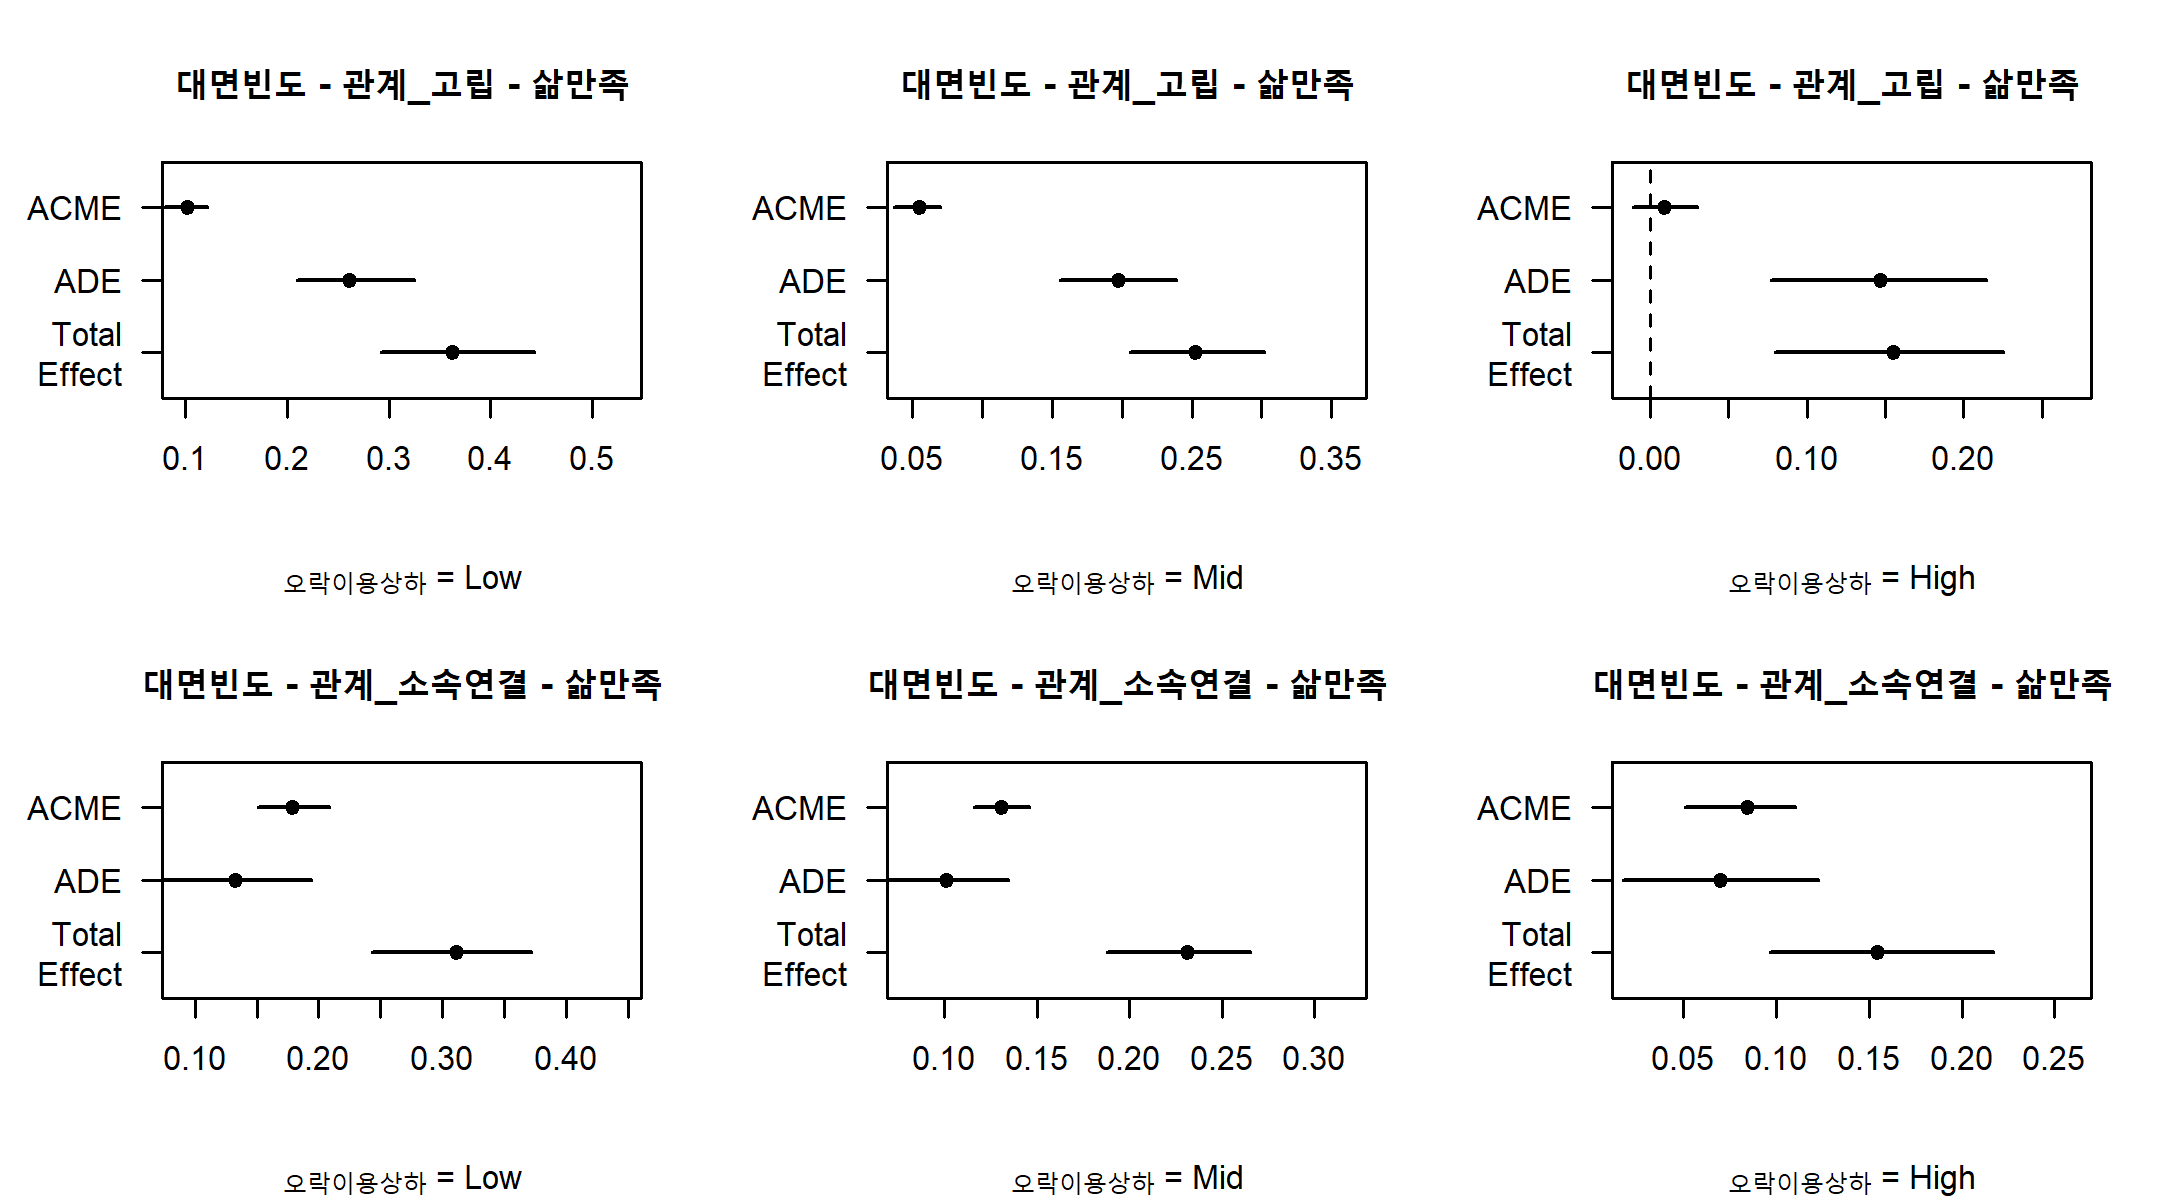 대면빈도 - 관계_고립 - 삶만족
ACME
ADE
Total
Effect
0.1 0.2 0.3 0.4 0.5
오락이용상하 = Low
대면빈도 - 관계_고립 - 삶만족
ACME
ADE
Total
Effect
0.05 0.15 0.25 0.35
오락이용상하 = Mid
대면빈도 - 관계_고립 - 삶만족
ACME
ADE
Total
Effect
0.00 0.10 0.20
오락이용상하 = High
대면빈도 - 관계_소속연결 - 삶만족
ACME
ADE
Total
Effect
0.10 0.20 0.30 0.40
오락이용상하 = Low
대면빈도 - 관계_소속연결 - 삶만족
ACME
ADE
Total
Effect
0.10 0.15 0.20 0.25 0.30
오락이용상하 = Mid
대면빈도 - 관계_소속연결 - 삶만족
ACME
ADE
Total
Effect
0.05 0.10 0.15 0.20 0.25
오락이용상하 = High